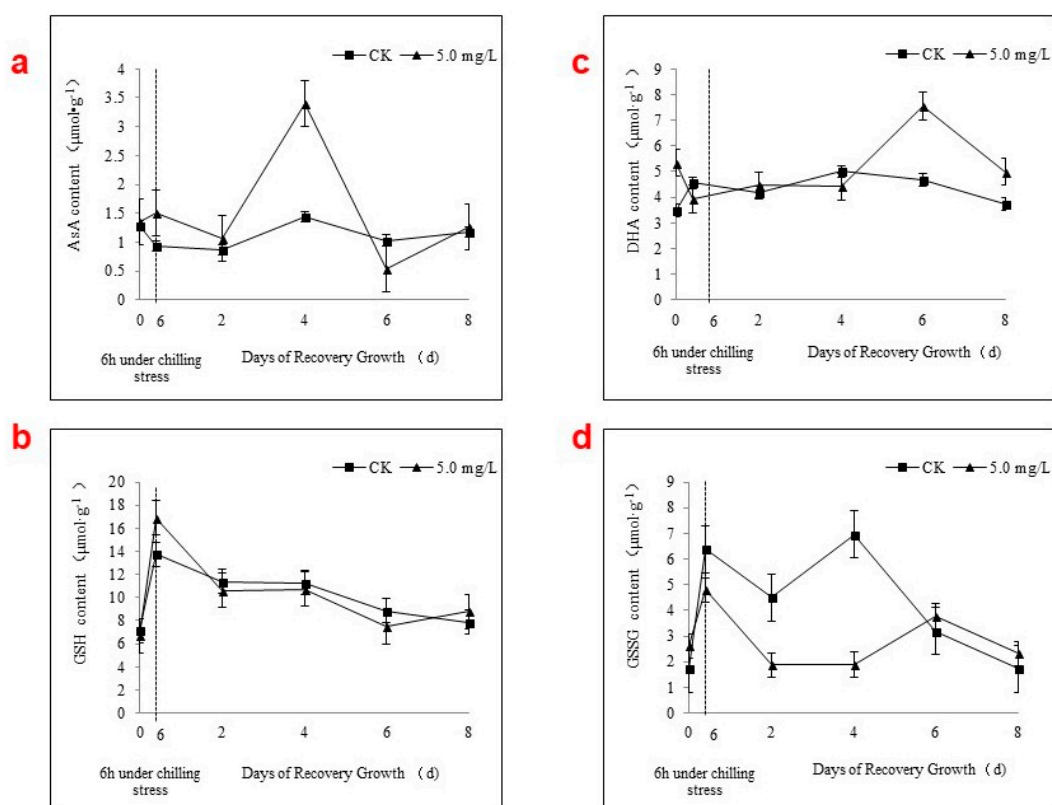 a
CK 5.0 mg/L
AsA content （μmol•g-1）
4
3.5
3
2.5
2
1.5
1
0.5
0
0 6 2 4 6 8
6h under chilling
stress
Days of Recovery Growth （d)
c
CK 5.0 mg/L
DHA content （μmol·g-1）
9
8
7
6
5
4
3
2
1
0
0 6 2 4 6 8
6h under chilling
stress
Days of Recovery Growth （d)
b
CK 5.0 mg/L
GSH content （μmol·g-1）
20
18
16
14
12
10
8
6
4
2
0
0 6 2 4 6 8
6h under chilling
stress
Days of Recovery Growth （d)
d
CK 5.0 mg/L
GSSG content （μmol·g-1）
9
8
7
6
5
4
3
2
1
0
0 6 2 4 6 8
6h under chilling
stress
Days of Recovery Growth （d)